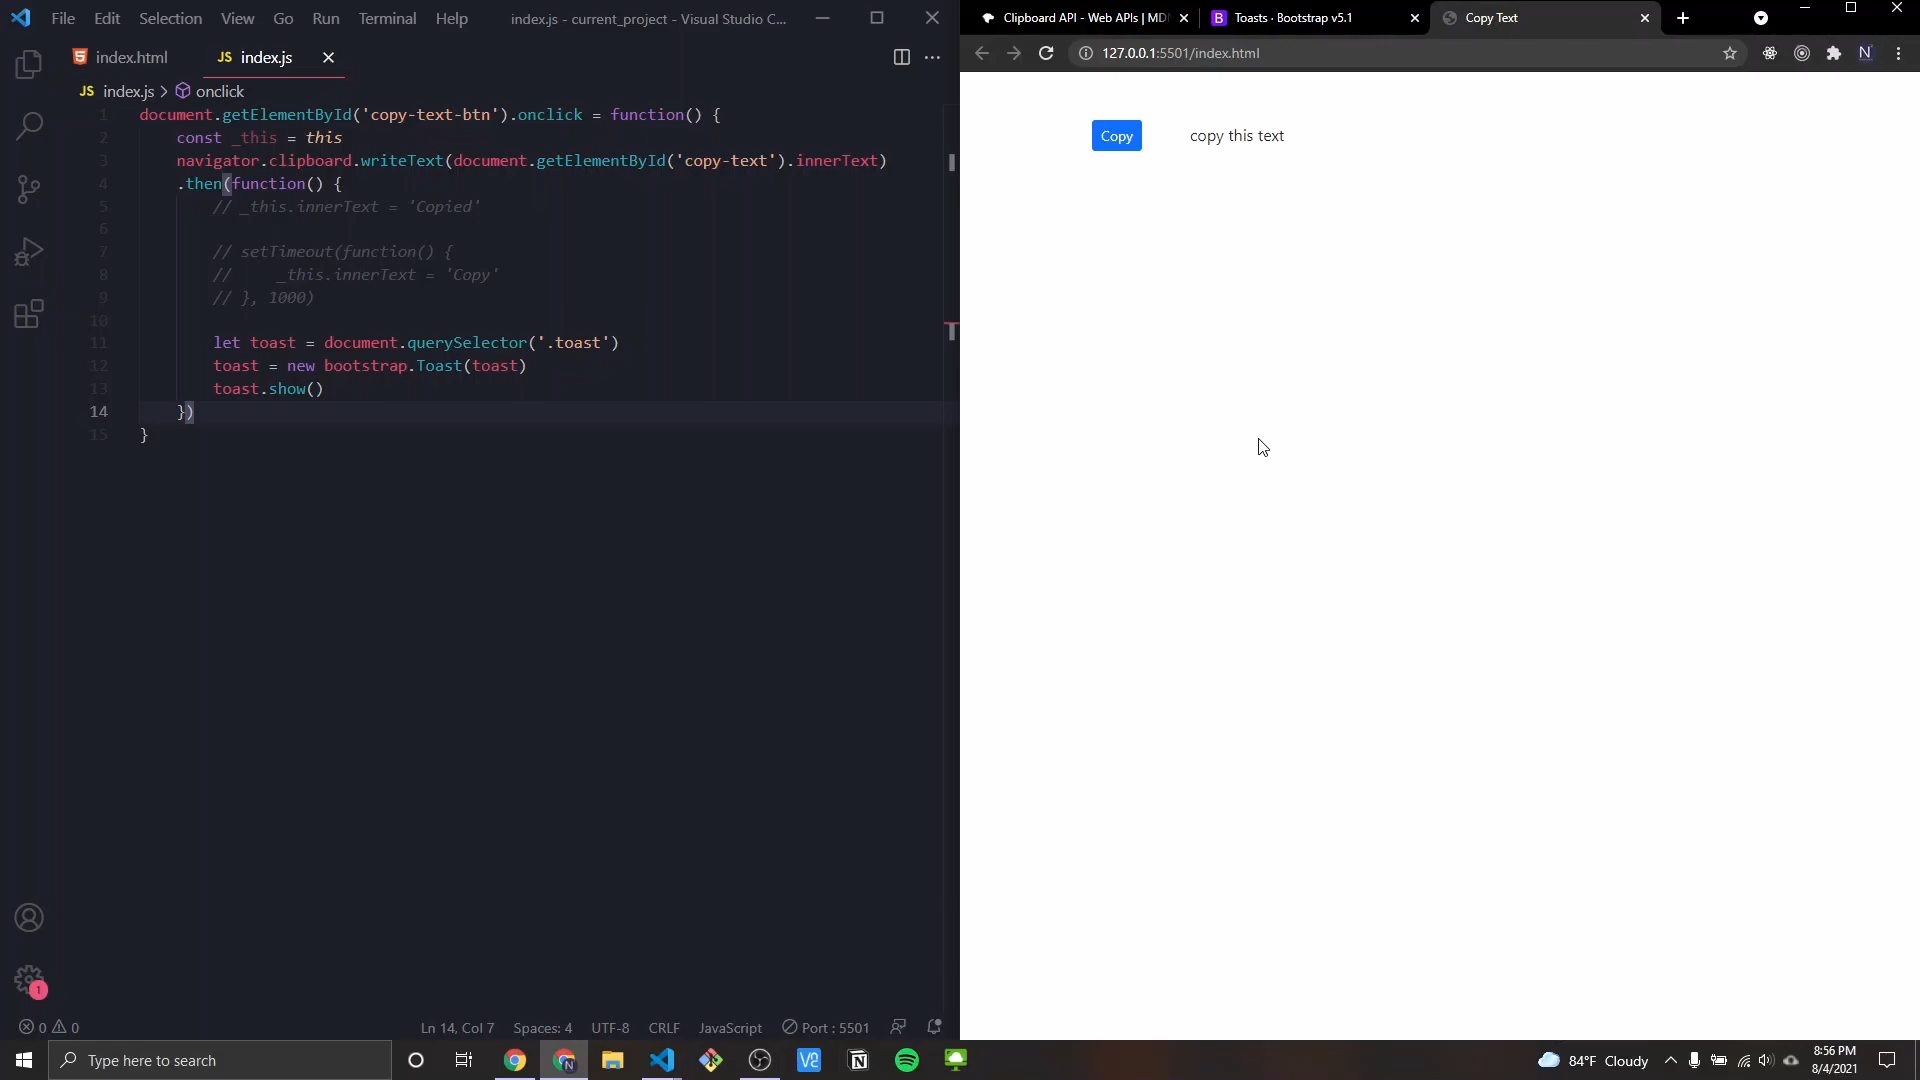 File Edit Selection View Go Run Terminal Help index.js - current_project - Visual Studio C...
index.html JS index.js
JS index.js > onclick
1 document.getElementById('copy-text-btn').onclick = function() {
2 const _this = this
3 navigator.clipboard.writeText(document.getElementById('copy-text').innerText)
4 .then(function() {
5 // _this.innerText = 'Copied'
6
7 // setTimeout(function() {
8 // _this.innerText = 'Copy'
9 // }, 1000)
10
11 let toast = document.querySelector('.toast')
12 toast = new bootstrap.Toast(toast)
13 toast.show()
14 })
15 }
1
0 0 Ln 14, Col 7 Spaces: 4 UTF-8 CRLF JavaScript Port : 5501
Clipboard API - Web APIs | MD B Toasts · Bootstrap v5.1 Copy Text
127.0.0.1:5501/index.html N
Copy copy this text
Type here to search
84°F Cloudy
8:56 PM
8/4/2021